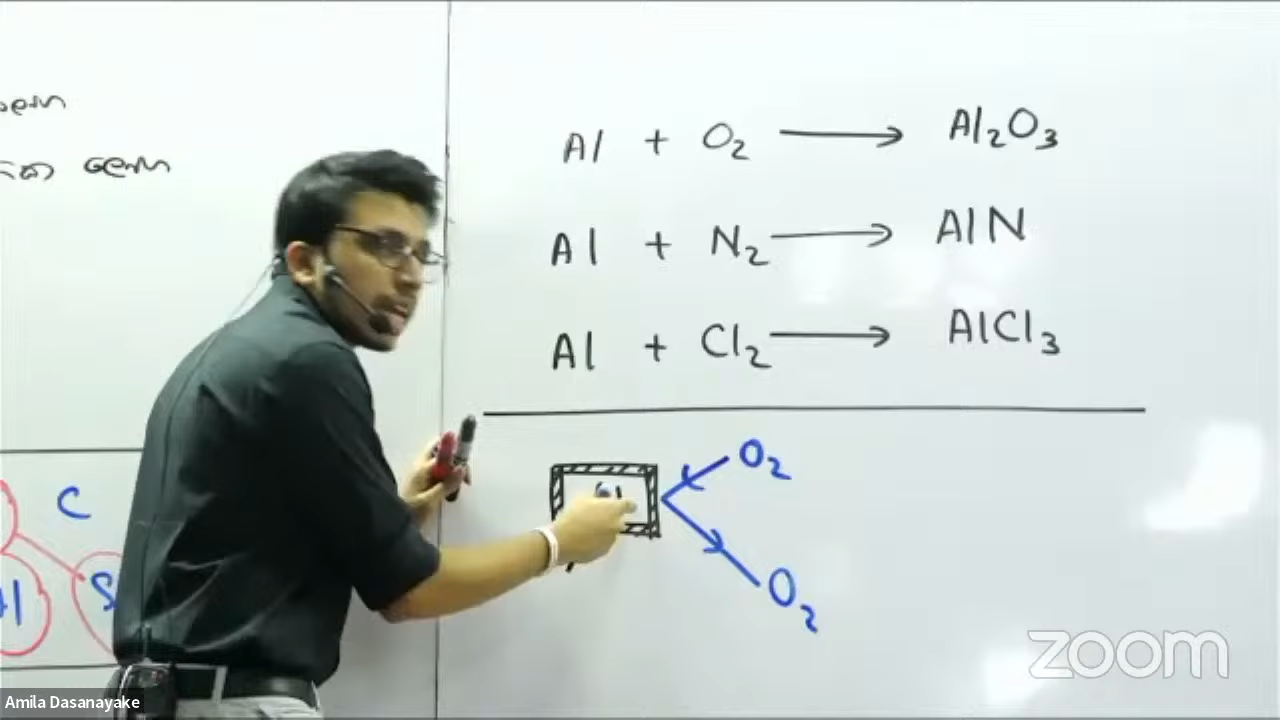 Al + O₂ ⟶ Al₂O₃
Al + N₂ ⟶ AlN
Al + Cl₂ ⟶ AlCl₃
O₂
O₂
C
Al
S
zoom
Amila Dasanayake